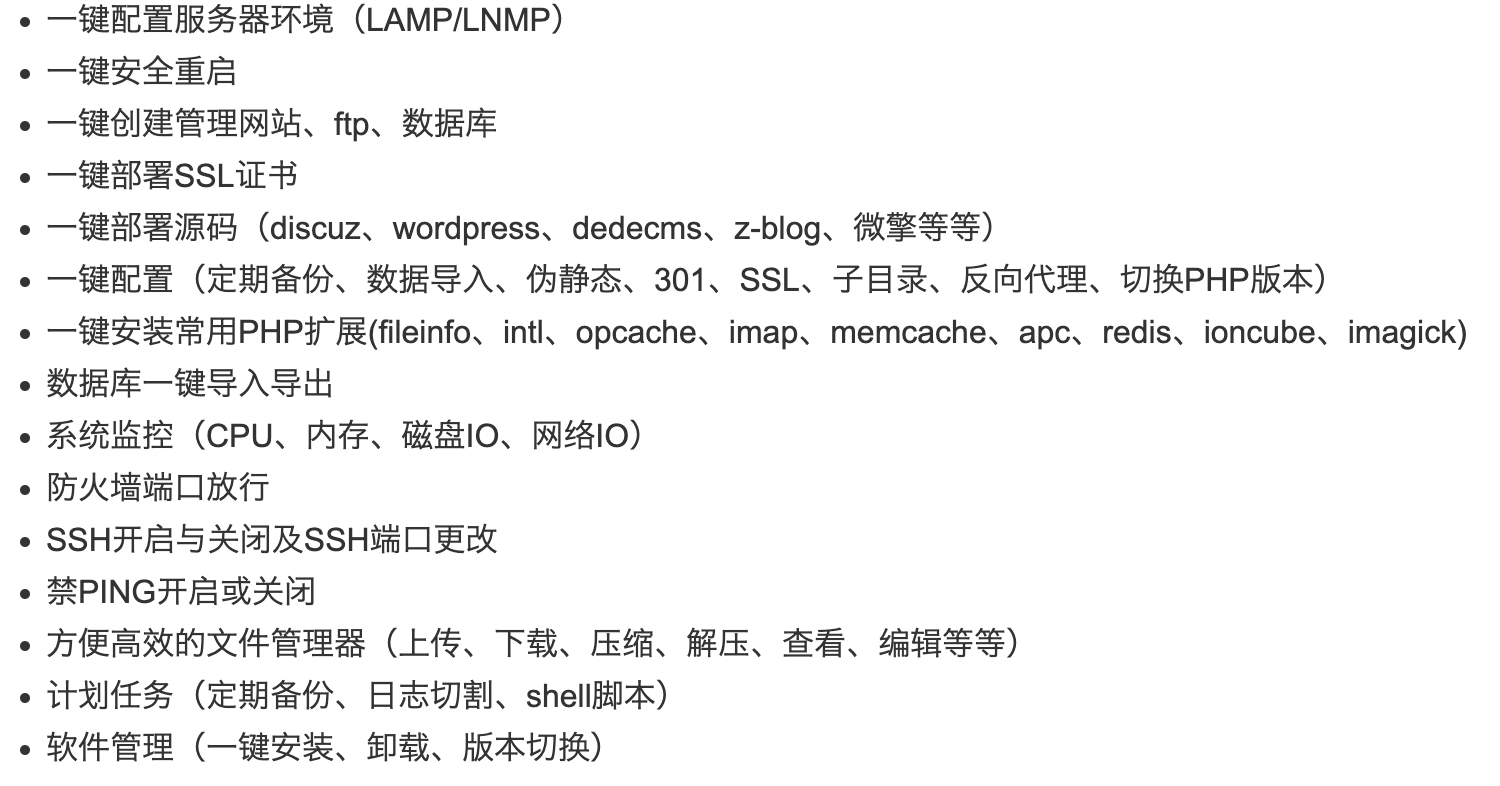 • 一键配置服务器环境（LAMP/LNMP）
• 一键安全重启
• 一键创建管理网站、ftp、数据库
• 一键部署SSL证书
• 一键部署源码（discuz、wordpress、dedecms、z-blog、微擎等等）
• 一键配置（定期备份、数据导入、伪静态、301、SSL、子目录、反向代理、切换PHP版本）
• 一键安装常用PHP扩展(fileinfo、intl、opcache、imap、memcache、apc、redis、ioncube、imagick)
• 数据库一键导入导出
• 系统监控（CPU、内存、磁盘IO、网络IO）
• 防火墙端口放行
• SSH开启与关闭及SSH端口更改
• 禁PING开启或关闭
• 方便高效的文件管理器（上传、下载、压缩、解压、查看、编辑等等）
• 计划任务（定期备份、日志切割、shell脚本）
• 软件管理（一键安装、卸载、版本切换）